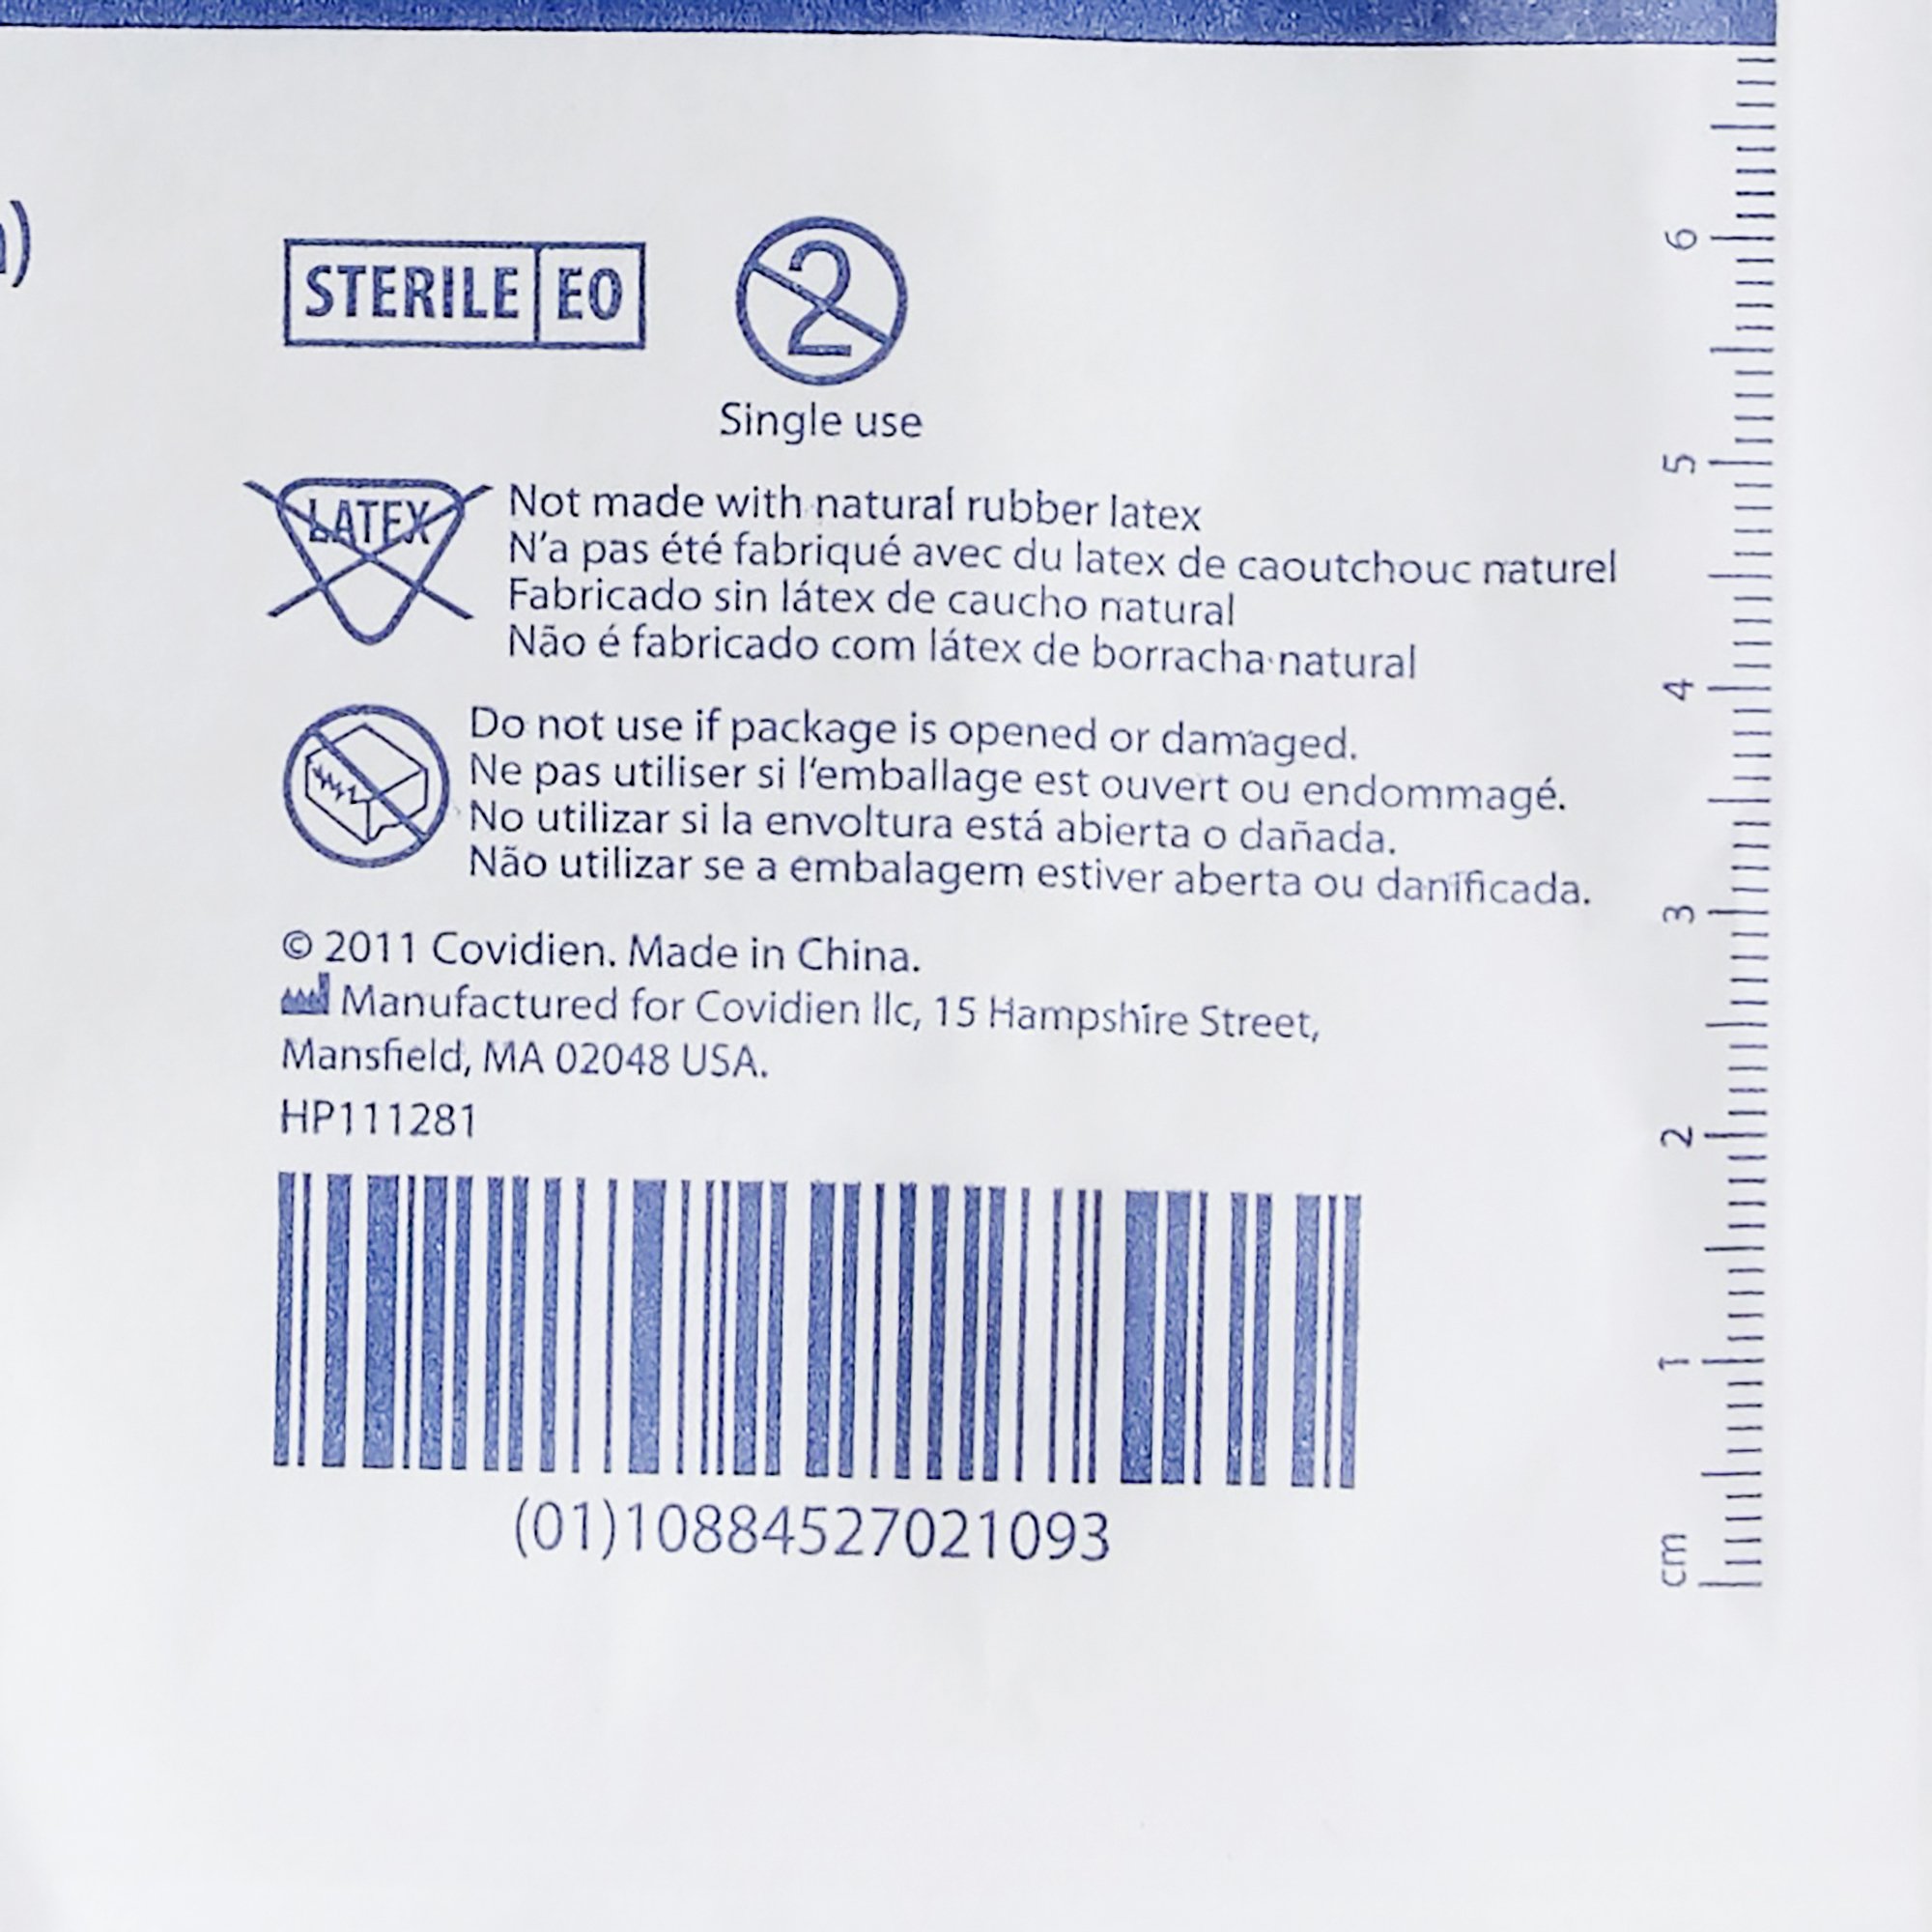 STERILE EO
2
Single use
LATEX
Not made with natural rubber latex
N'a pas été fabriqué avec du latex de caoutchouc naturel
Fabricado sin látex de caucho natural
Não é fabricado com látex de borracha natural
Do not use if package is opened or damaged.
Ne pas utiliser si l'emballage est ouvert ou endommagé.
No utilizar si la envoltura está abierta o dañada.
Não utilizar se a embalagem estiver aberta ou danificada.
© 2011 Covidien. Made in China.
Manufactured for Covidien llc, 15 Hampshire Street,
Mansfield, MA 02048 USA.
HP111281
(01)10884527021093
6
5
4
3
2
1
cm